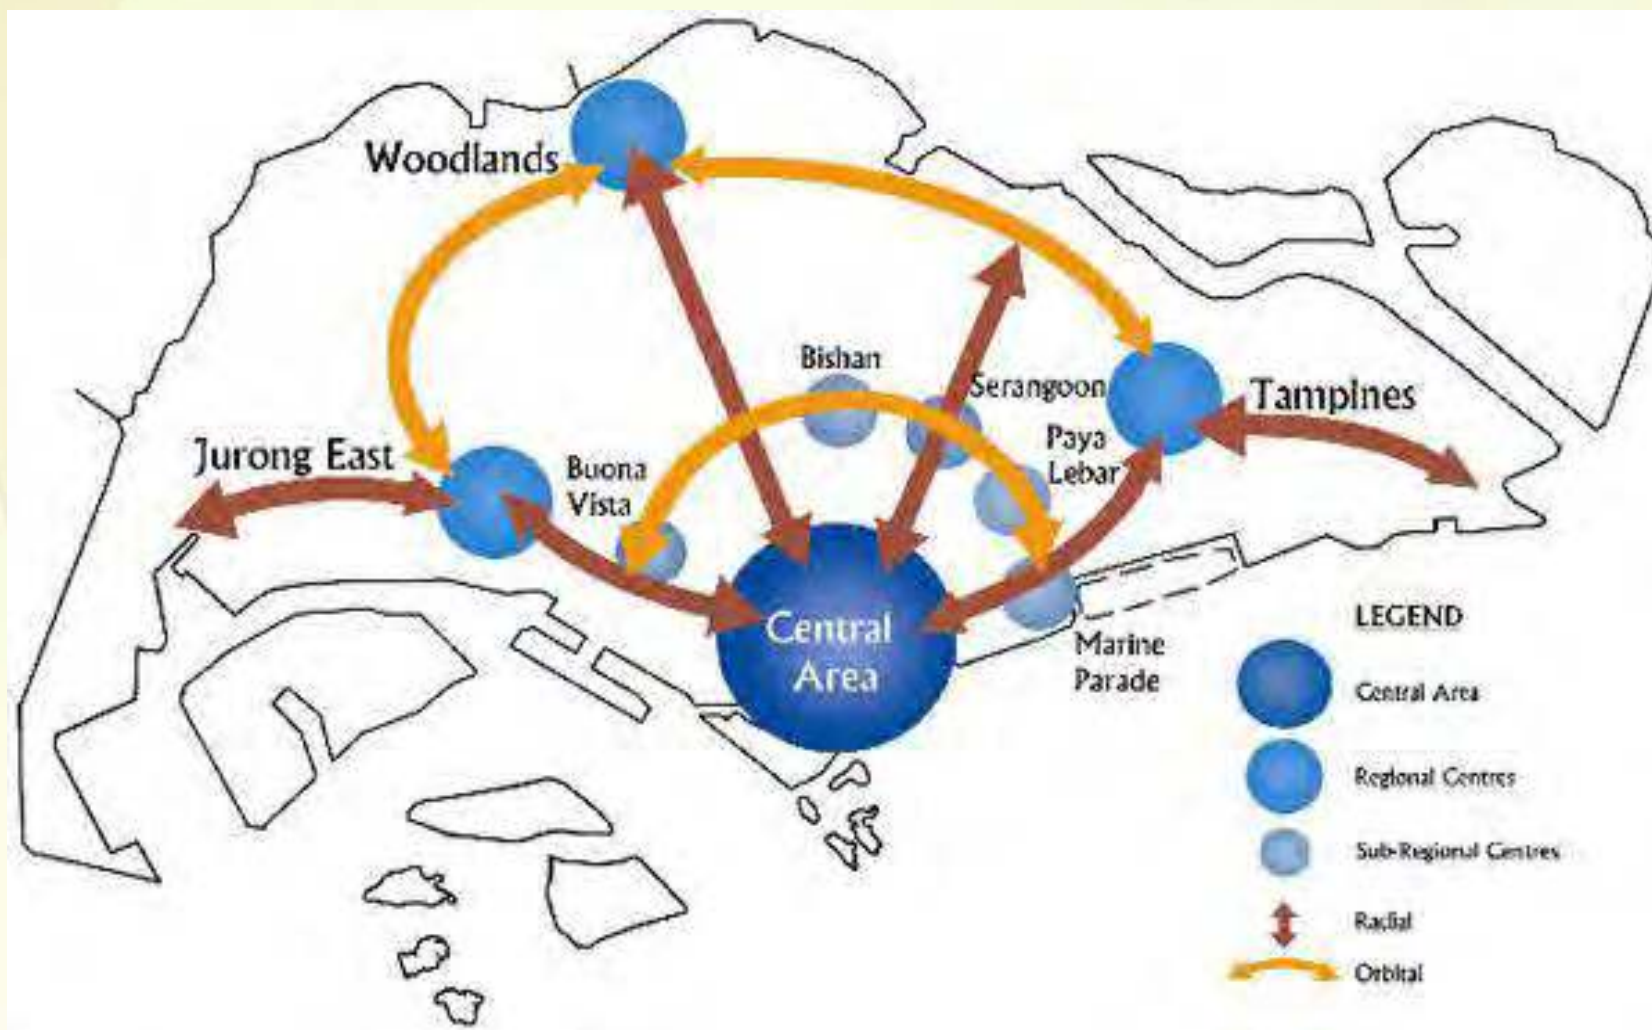 Woodlands
Bishan
Serangoon
Tampines
Paya
Lebar
Jurong East
Buona
Vista
Central
Area
Marine
Parade
LEGEND
Central Area
Regional Centres
Sub-Regional Centres
Radial
Orbital